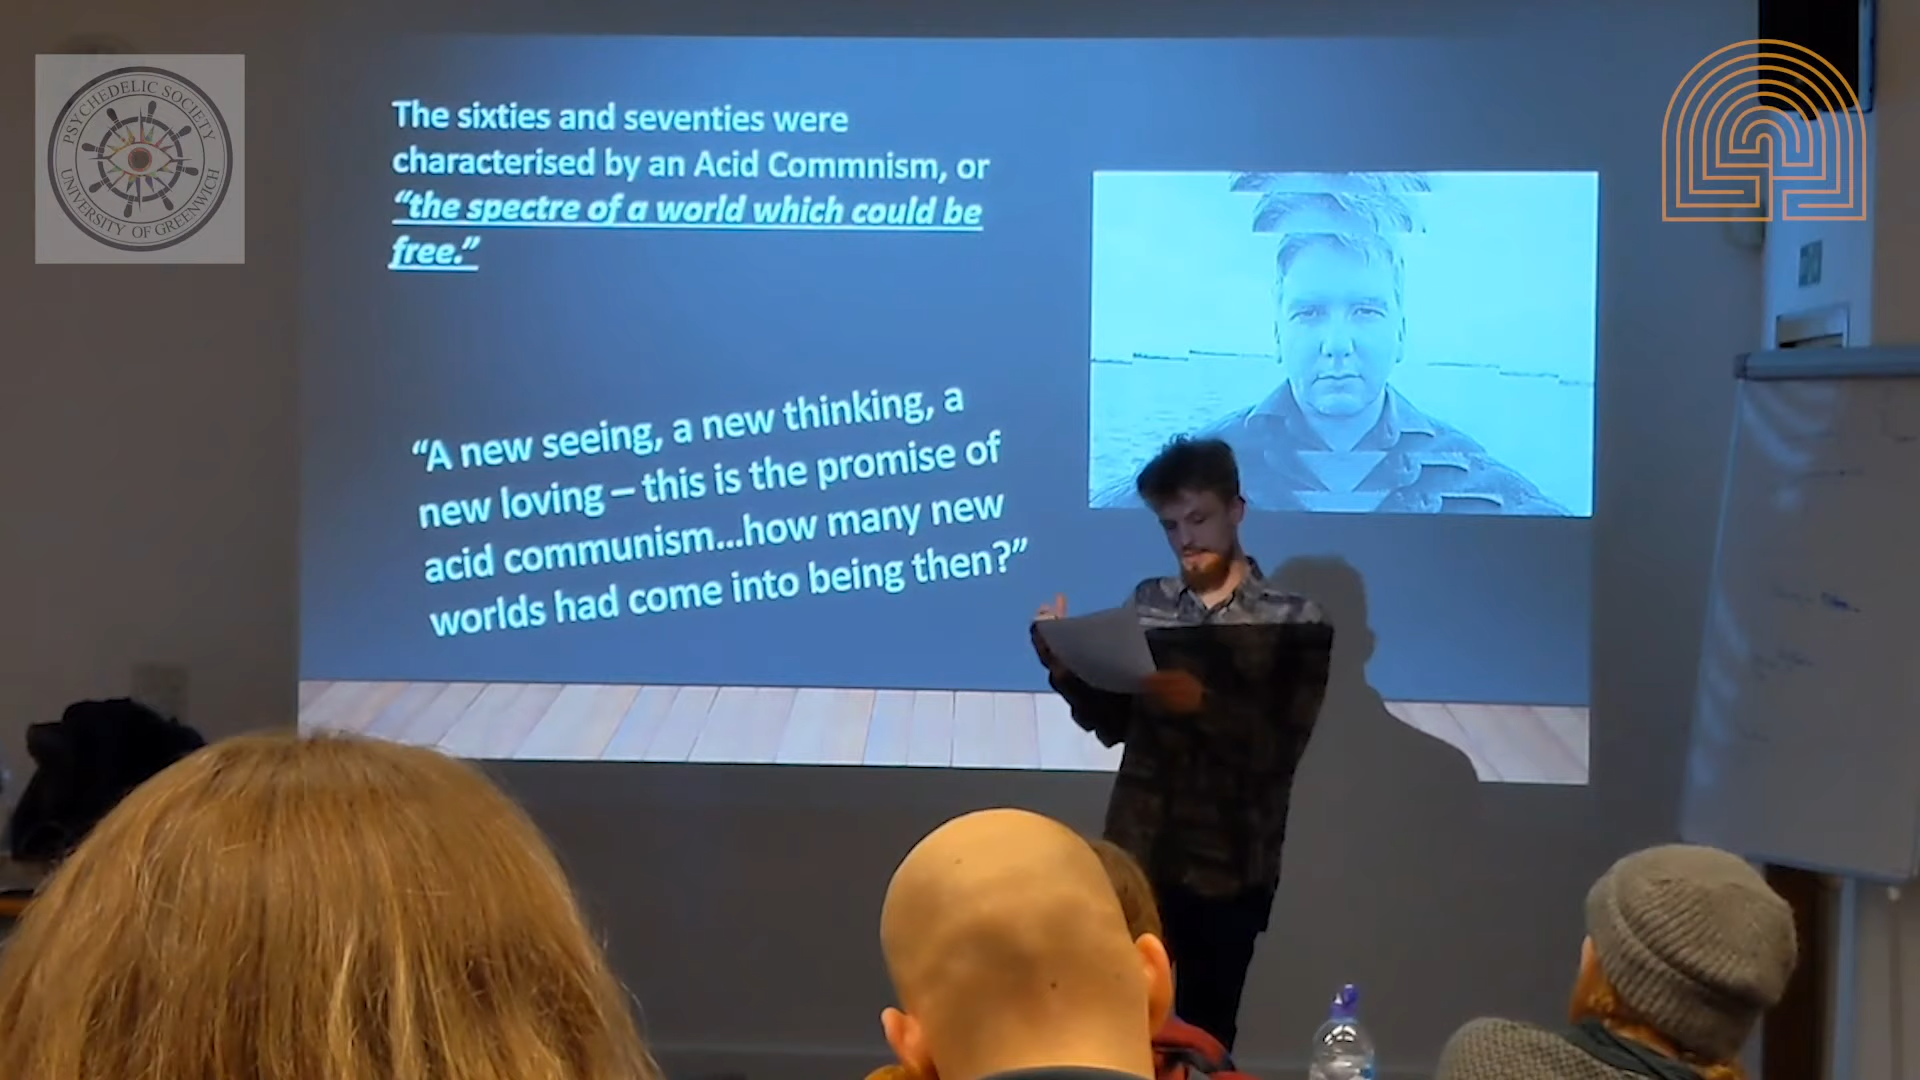 PSYCHEDELIC SOCIETY
UNIVERSITY OF GREENWICH
The sixties and seventies were
characterised by an Acid Commnism, or
“the spectre of a world which could be
free.”
“A new seeing, a new thinking, a
new loving – this is the promise of
acid communism...how many new
worlds had come into being then?”